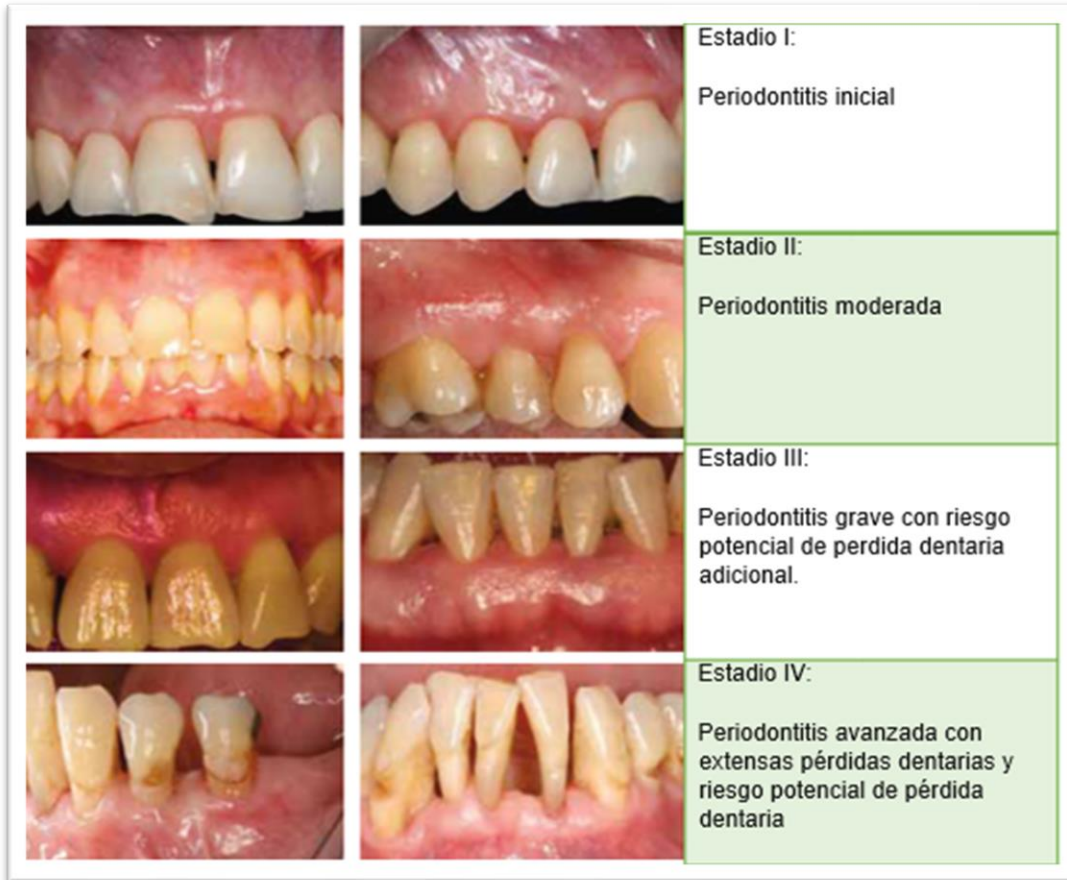 Estadio I:
Periodontitis inicial
Estadio II:
Periodontitis moderada
Estadio III:
Periodontitis grave con riesgo
potencial de perdida dentaria
adicional.
Estadio IV:
Periodontitis avanzada con
extensas pérdidas dentarias y
riesgo potencial de pérdida
dentaria